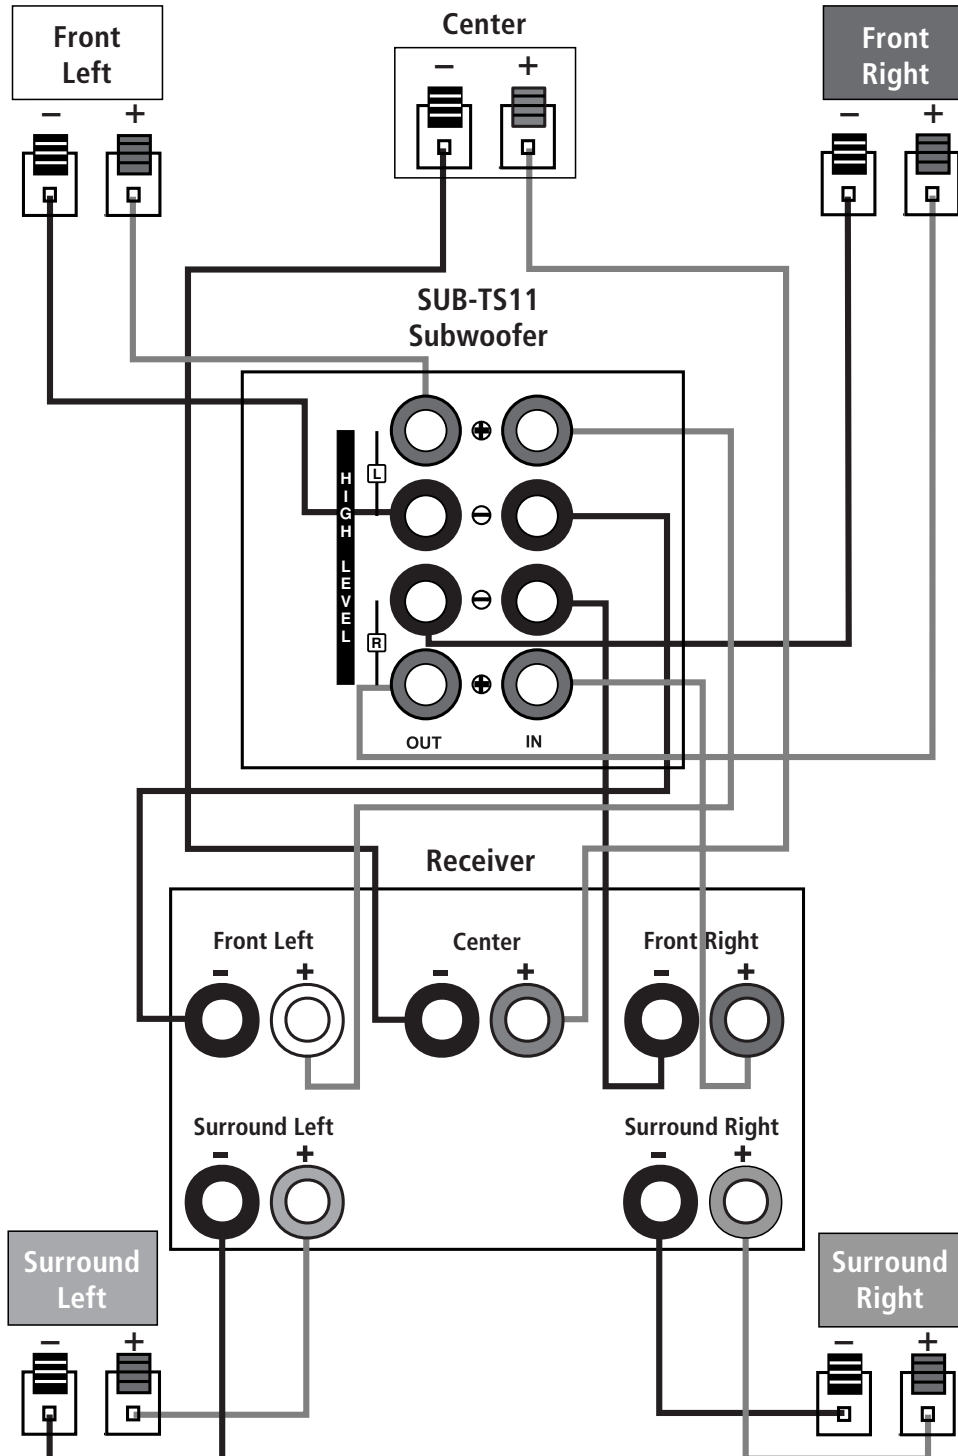 Front
Left
Center
Front
Right
− +
− +
− +
SUB-TS11
Subwoofer
HIGH LEVEL
L
R
+
−
−
+
OUT IN
Receiver
Front Left
Center
Front Right
- +
- +
- +
Surround Left
Surround Right
- +
- +
Surround
Left
Surround
Right
− +
− +